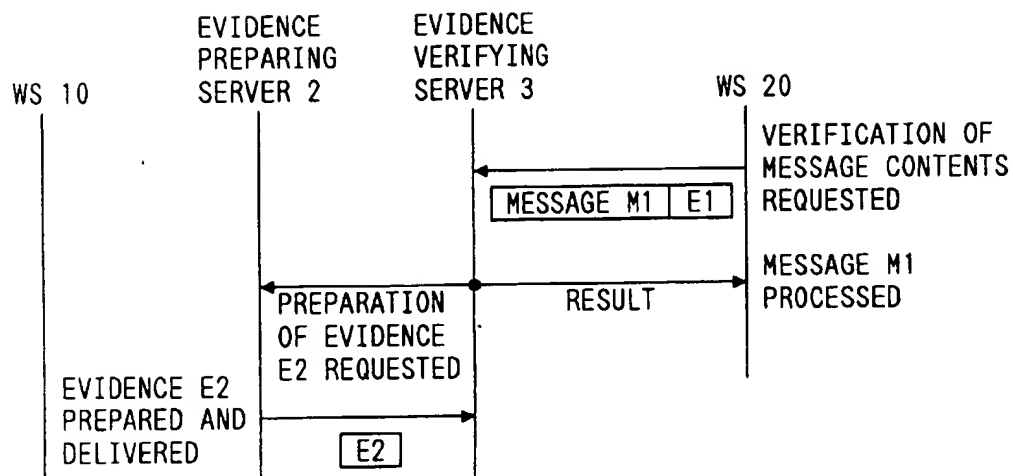 EVIDENCE
PREPARING
SERVER 2
EVIDENCE
VERIFYING
SERVER 3
WS 10
WS 20
VERIFICATION OF
MESSAGE CONTENTS
REQUESTED
MESSAGE M1 E1
MESSAGE M1
PROCESSED
RESULT
PREPARATION
OF EVIDENCE
E2 REQUESTED
EVIDENCE E2
PREPARED AND
DELIVERED
E2